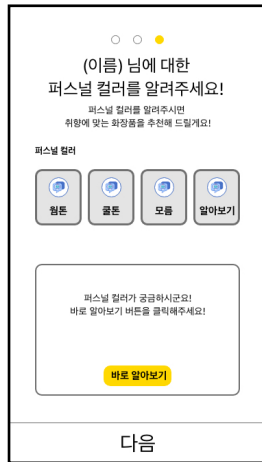 (이름) 님에 대한
퍼스널 컬러를 알려주세요!
퍼스널 컬러를 알려주시면
취향에 맞는 화장품을 추천해 드릴게요!
퍼스널 컬러
웜톤 쿨톤 모름 알아보기
퍼스널 컬러가 궁금하시군요!
바로 알아보기 버튼을 클릭해주세요!
바로 알아보기
다음